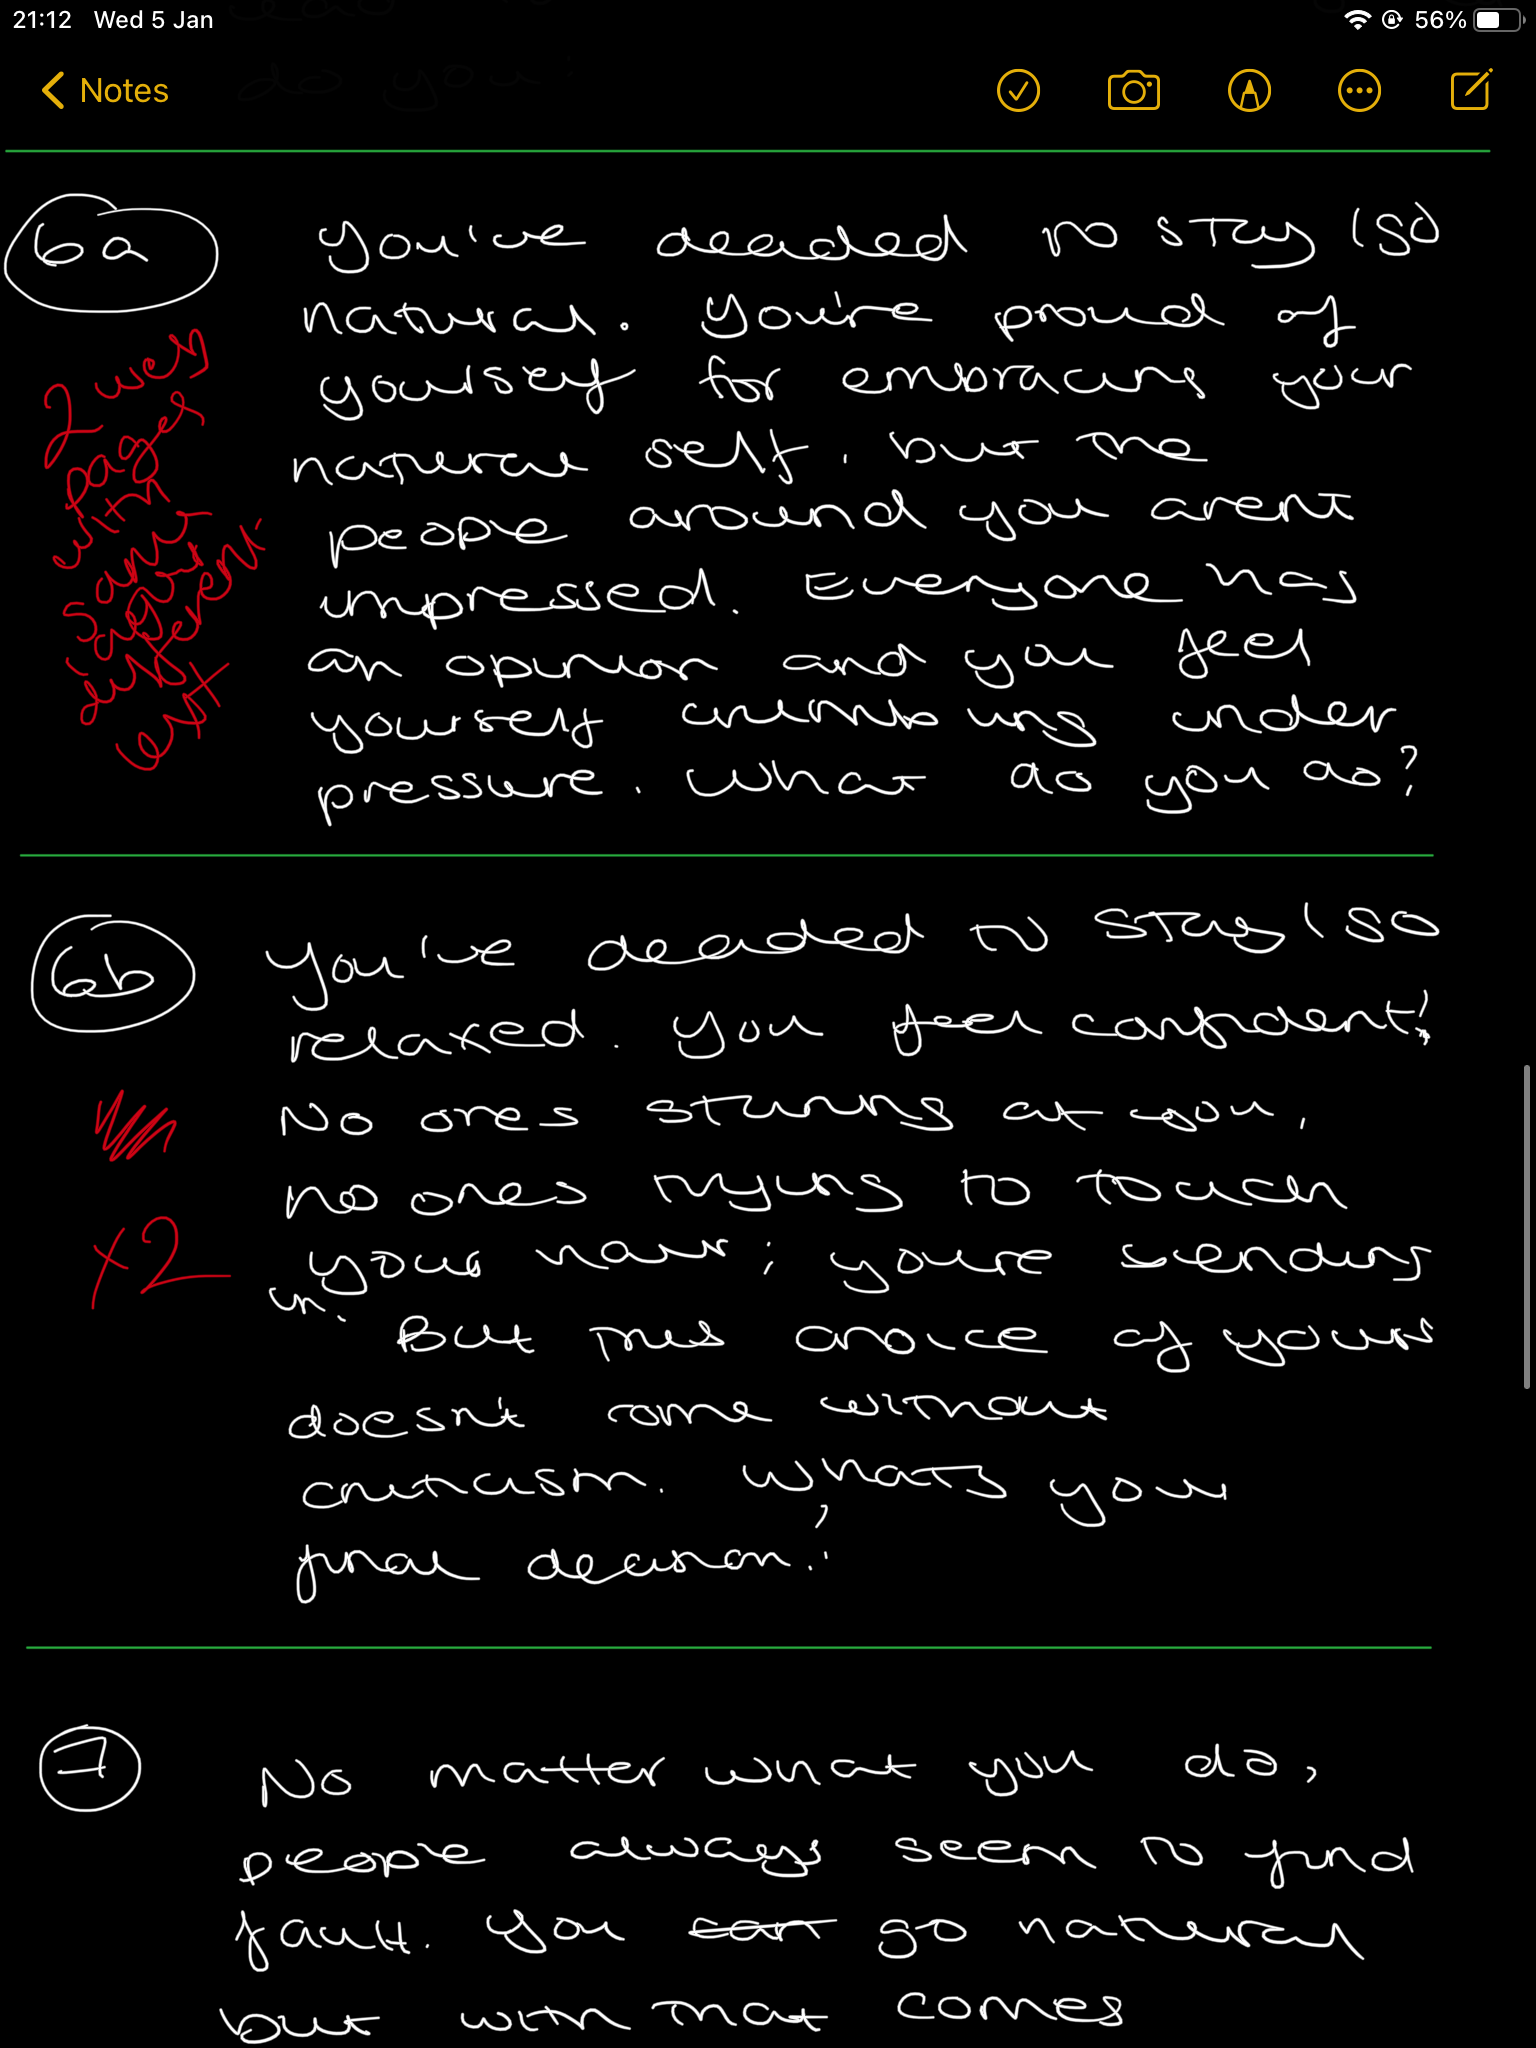 21:12 Wed 5 Jan 56%
Notes
6a
You've decided to stay (so)
natural. You're proud of
yourself for embracing your
natural self, but the
people around you arent
impressed. Everyone has
an opinion and you feel
yourself crumbling under
pressure. What do you do?
2 web
pages
with
same
layout
different
text
6b
You've decided to stay (so
relaxed. You feel confident!
No ones staring at you,
no ones trying to touch
your hair; youre blending
in. But this choice of yours
doesn't come without
criticism. What's your
final decision?
x2
7
No matter what you do,
people always seem to find
fault. You can go natural
but with that comes